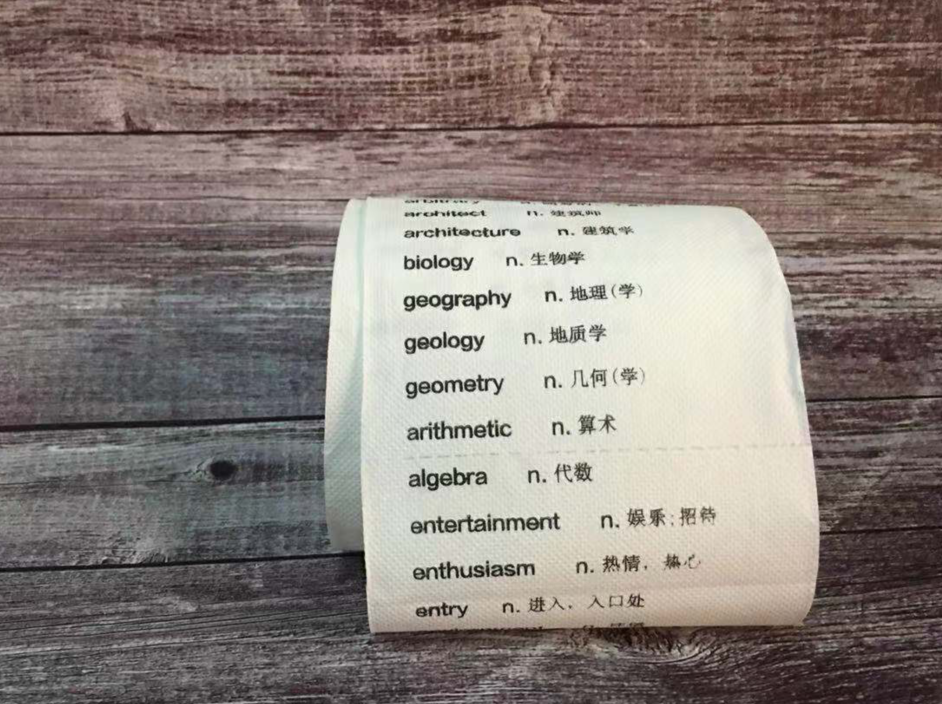 architect n. 建筑师
architecture n. 建筑学
biology n. 生物学
geography n. 地理(学)
geology n. 地质学
geometry n. 几何(学)
arithmetic n. 算术
algebra n. 代数
entertainment n. 娱乐;招待
enthusiasm n. 热情，热心
entry n. 进入，入口处